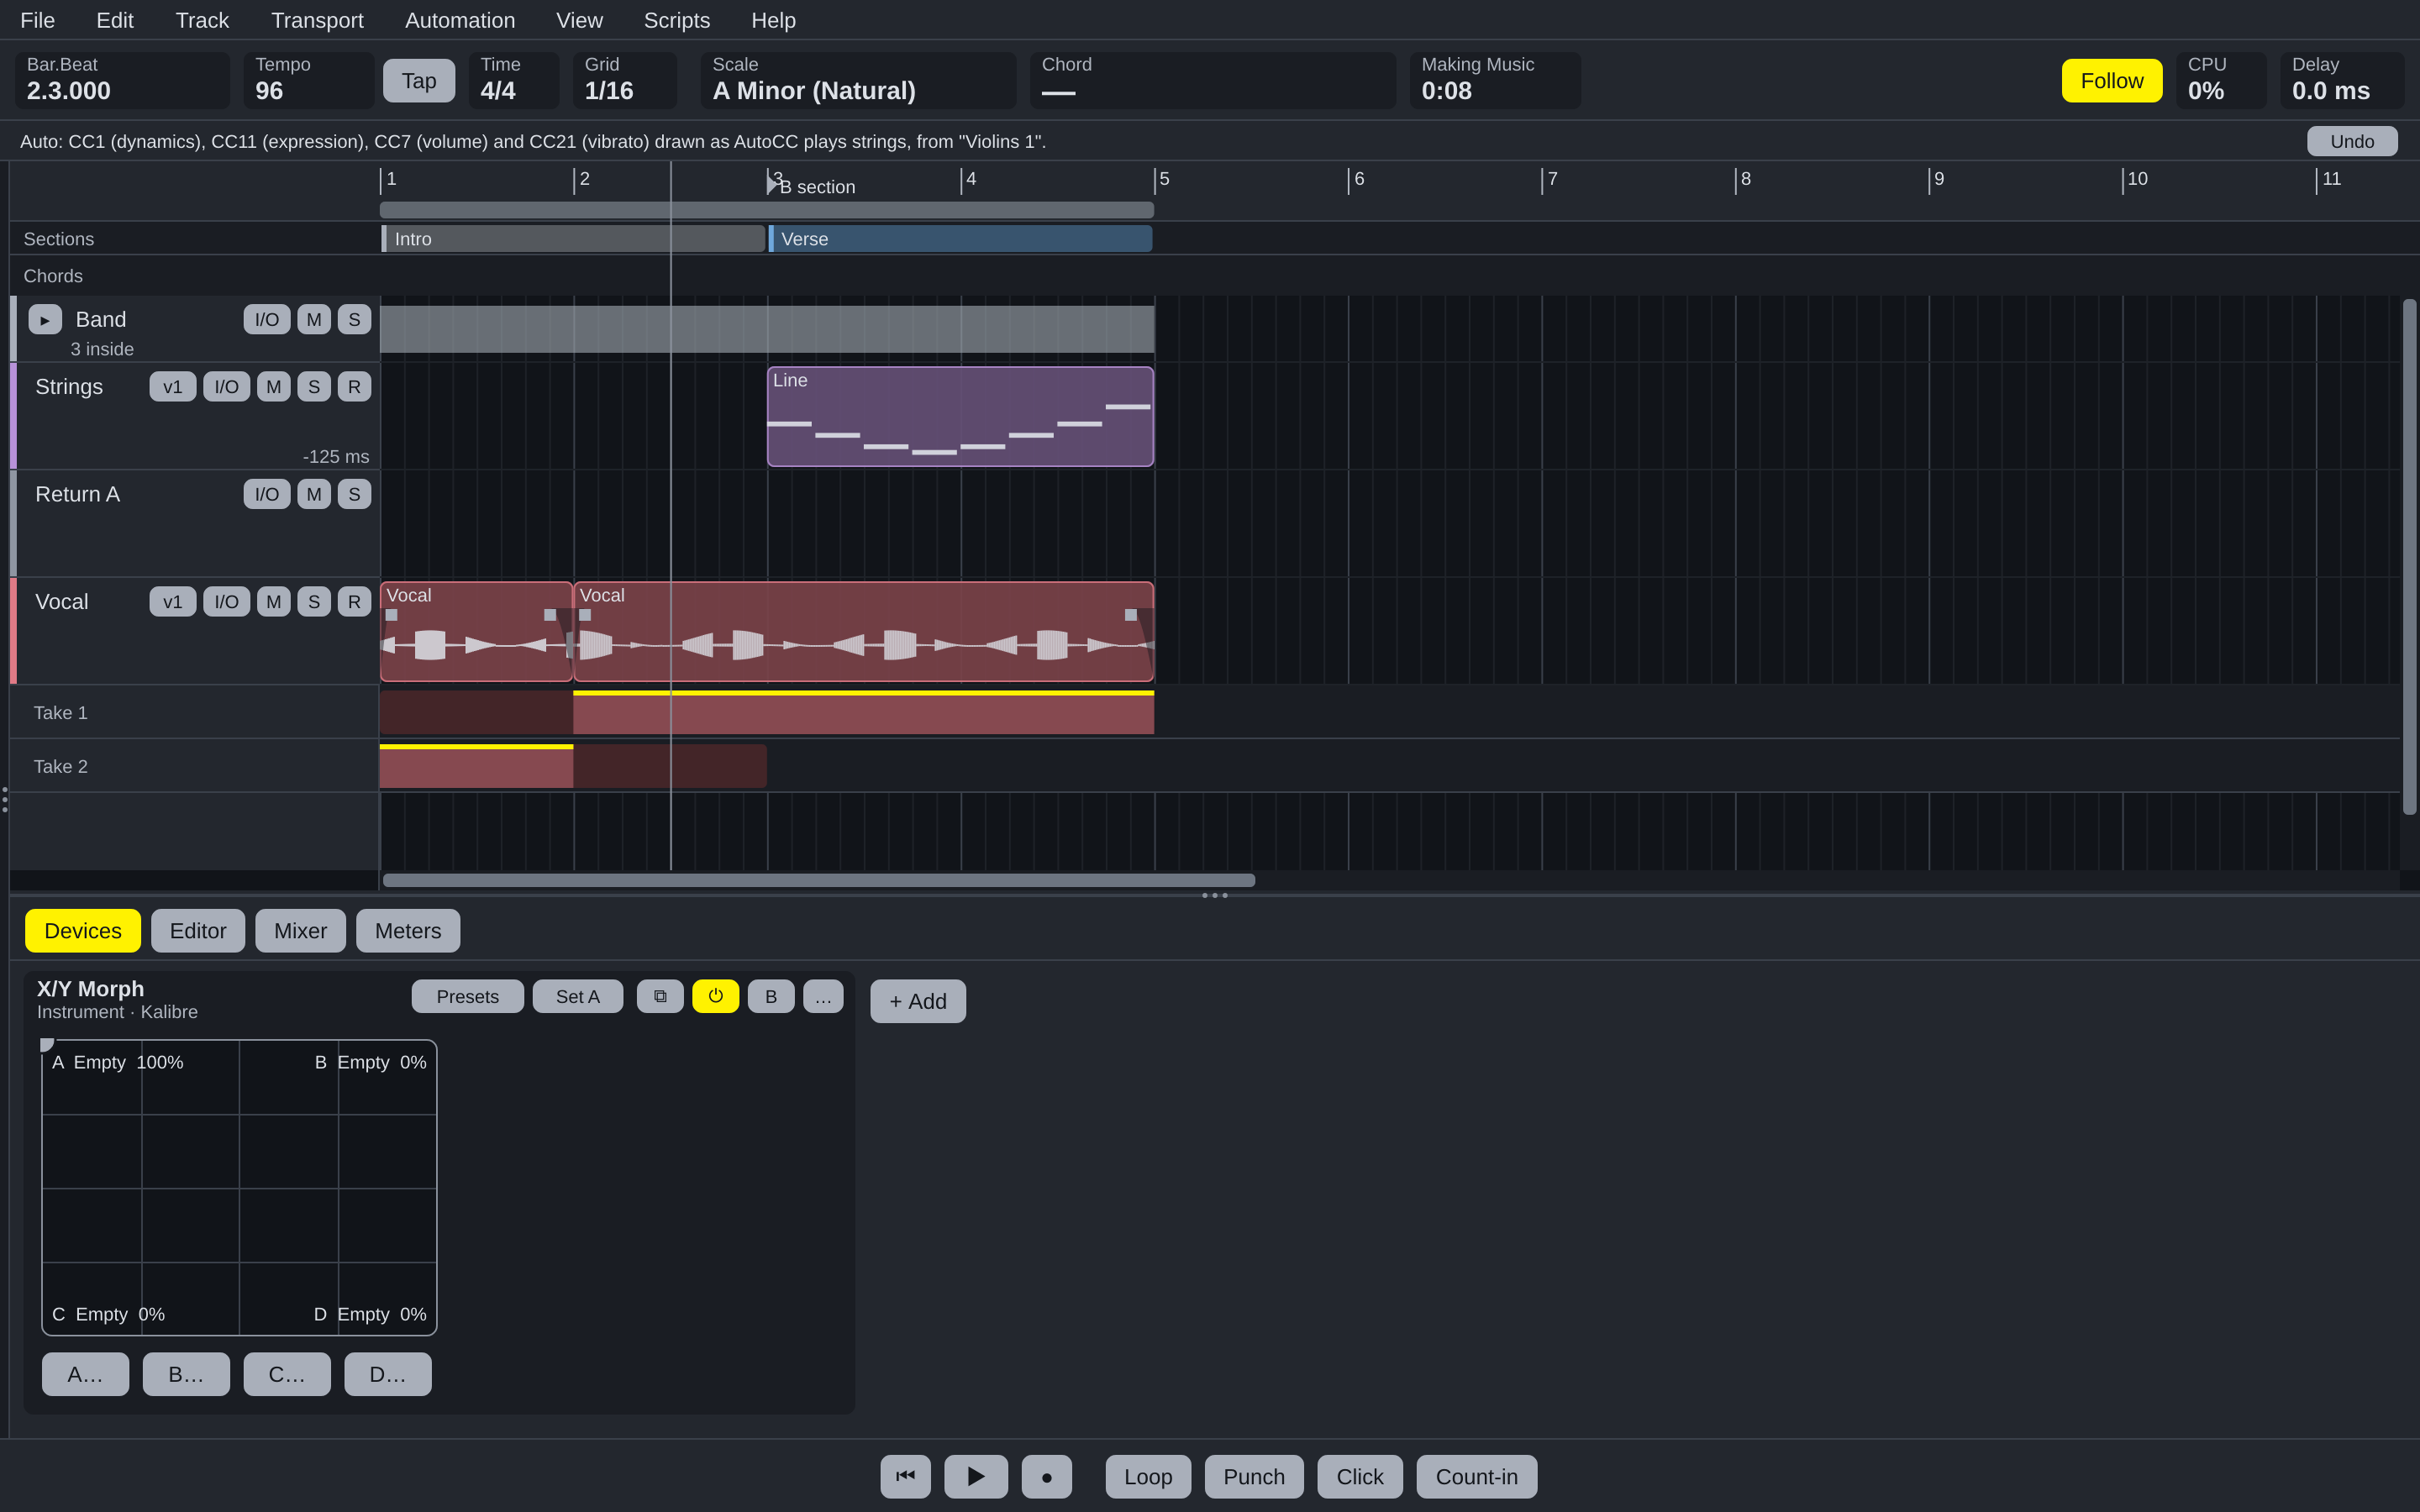 File Edit Track Transport Automation View Scripts Help
Bar.Beat Tempo Time Grid Scale Chord Making Music CPU Delay
2.3.000 96 Tap 4/4 1/16 A Minor (Natural) — 0:08 Follow 0% 0.0 ms
Auto: CC1 (dynamics), CC11 (expression), CC7 (volume) and CC21 (vibrato) drawn as AutoCC plays strings, from "Violins 1". Undo
1 2 3 B section 4 5 6 7 8 9 10 11
Sections Intro Verse
Chords
Band I/O M S
3 inside
Strings v1 I/O M S R Line
-125 ms
Return A I/O M S
Vocal v1 I/O M S R Vocal Vocal
Take 1
Take 2
Devices Editor Mixer Meters
X/Y Morph Presets Set A B … + Add
Instrument · Kalibre
A Empty 100% B Empty 0%
C Empty 0% D Empty 0%
A… B… C… D…
Loop Punch Click Count-in